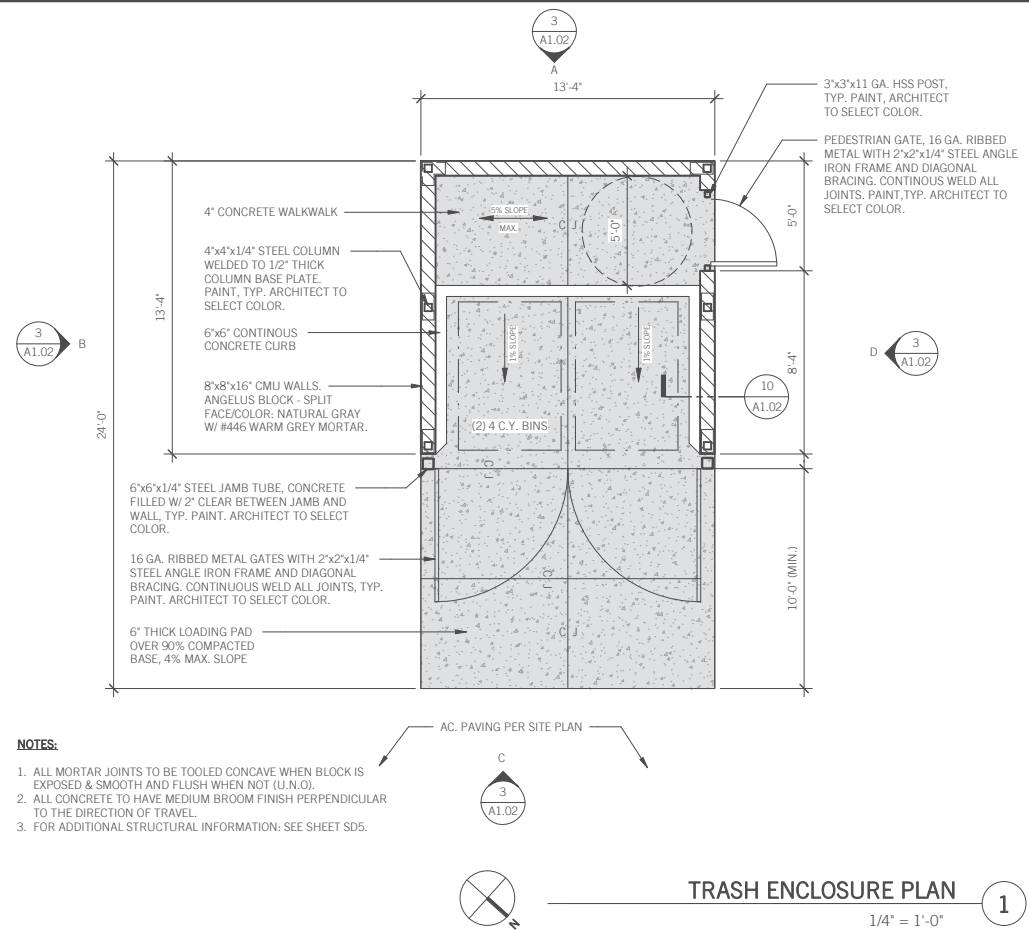 3
A1.02
A
13'-4"
3"x3"x11 GA. HSS POST,
TYP. PAINT, ARCHITECT
TO SELECT COLOR.
PEDESTRIAN GATE, 16 GA. RIBBED
METAL WITH 2"x2"x1/4" STEEL ANGLE
IRON FRAME AND DIAGONAL
BRACING. CONTINOUS WELD ALL
JOINTS. PAINT,TYP. ARCHITECT TO
SELECT COLOR.
4" CONCRETE WALKWALK
5% SLOPE
MAX.
C J
5'-0"
5'-0"
4"x4"x1/4" STEEL COLUMN
WELDED TO 1/2" THICK
COLUMN BASE PLATE.
PAINT, TYP. ARCHITECT TO
SELECT COLOR.
13'-4"
6"x6" CONTINOUS
CONCRETE CURB
1% SLOPE
1% SLOPE
3
A1.02
B
D
3
A1.02
8'-4"
8"x8"x16" CMU WALLS.
ANGELUS BLOCK - SPLIT
FACE/COLOR: NATURAL GRAY
W/ #446 WARM GREY MORTAR.
10
A1.02
24'-0"
(2) 4 C.Y. BINS
C J
6"x6"x1/4" STEEL JAMB TUBE, CONCRETE
FILLED W/ 2" CLEAR BETWEEN JAMB AND
WALL, TYP. PAINT. ARCHITECT TO SELECT
COLOR.
16 GA. RIBBED METAL GATES WITH 2"x2"x1/4"
STEEL ANGLE IRON FRAME AND DIAGONAL
BRACING. CONTINUOUS WELD ALL JOINTS, TYP.
PAINT. ARCHITECT TO SELECT COLOR.
C J
10'-0" (MIN.)
6" THICK LOADING PAD
OVER 90% COMPACTED
BASE, 4% MAX. SLOPE
C J
AC. PAVING PER SITE PLAN
C
3
A1.02
NOTES:
1. ALL MORTAR JOINTS TO BE TOOLED CONCAVE WHEN BLOCK IS
EXPOSED & SMOOTH AND FLUSH WHEN NOT (U.N.O).
2. ALL CONCRETE TO HAVE MEDIUM BROOM FINISH PERPENDICULAR
TO THE DIRECTION OF TRAVEL.
3. FOR ADDITIONAL STRUCTURAL INFORMATION: SEE SHEET SD5.
N
TRASH ENCLOSURE PLAN
1
1/4" = 1'-0"